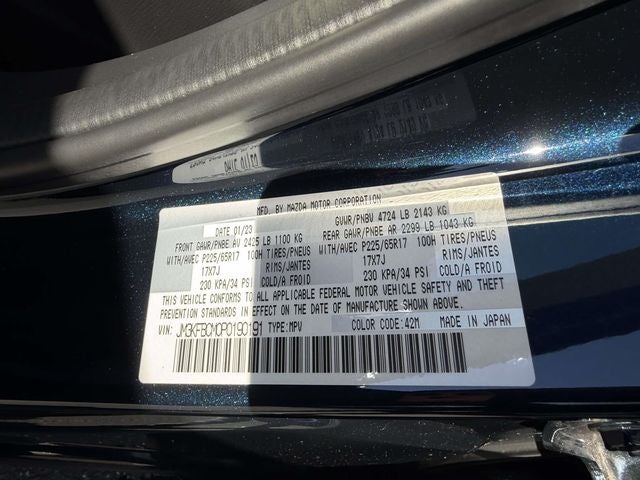 MFD. BY MAZDA MOTOR CORPORATION
DATE 01/23 GVWR/PNBV 4724 LB 2143 KG
FRONT GAWR/PNBE AV 2425 LB 1100 KG REAR GAWR/PNBE AR 2299 LB 1043 KG
WITH/AVEC P225/65R17 100H TIRES/PNEUS WITH/AVEC P225/65R17 100H TIRES/PNEUS
17X7J RIMS/JANTES 17X7J RIMS/JANTES
230 KPA/34 PSI COLD/A FROID 230 KPA/34 PSI COLD/A FROID
THIS VEHICLE CONFORMS TO ALL APPLICABLE FEDERAL MOTOR VEHICLE SAFETY AND THEFT
PREVENTION STANDARDS IN EFFECT ON THE DATE OF MANUFACTURE SHOWN ABOVE.
VIN: JM3KFBCM0P0190191 TYPE: MPV COLOR CODE: 42M MADE IN JAPAN